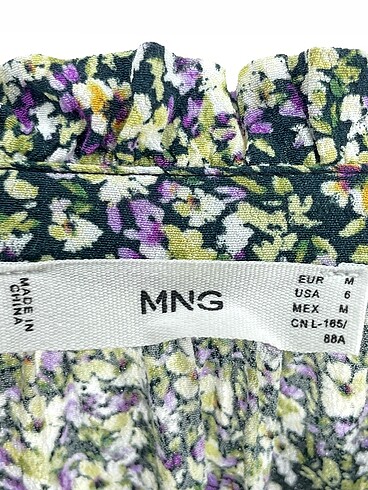 MADE IN
CHINA
MNG
EUR M
USA 6
MEX M
CN L-165/
88A